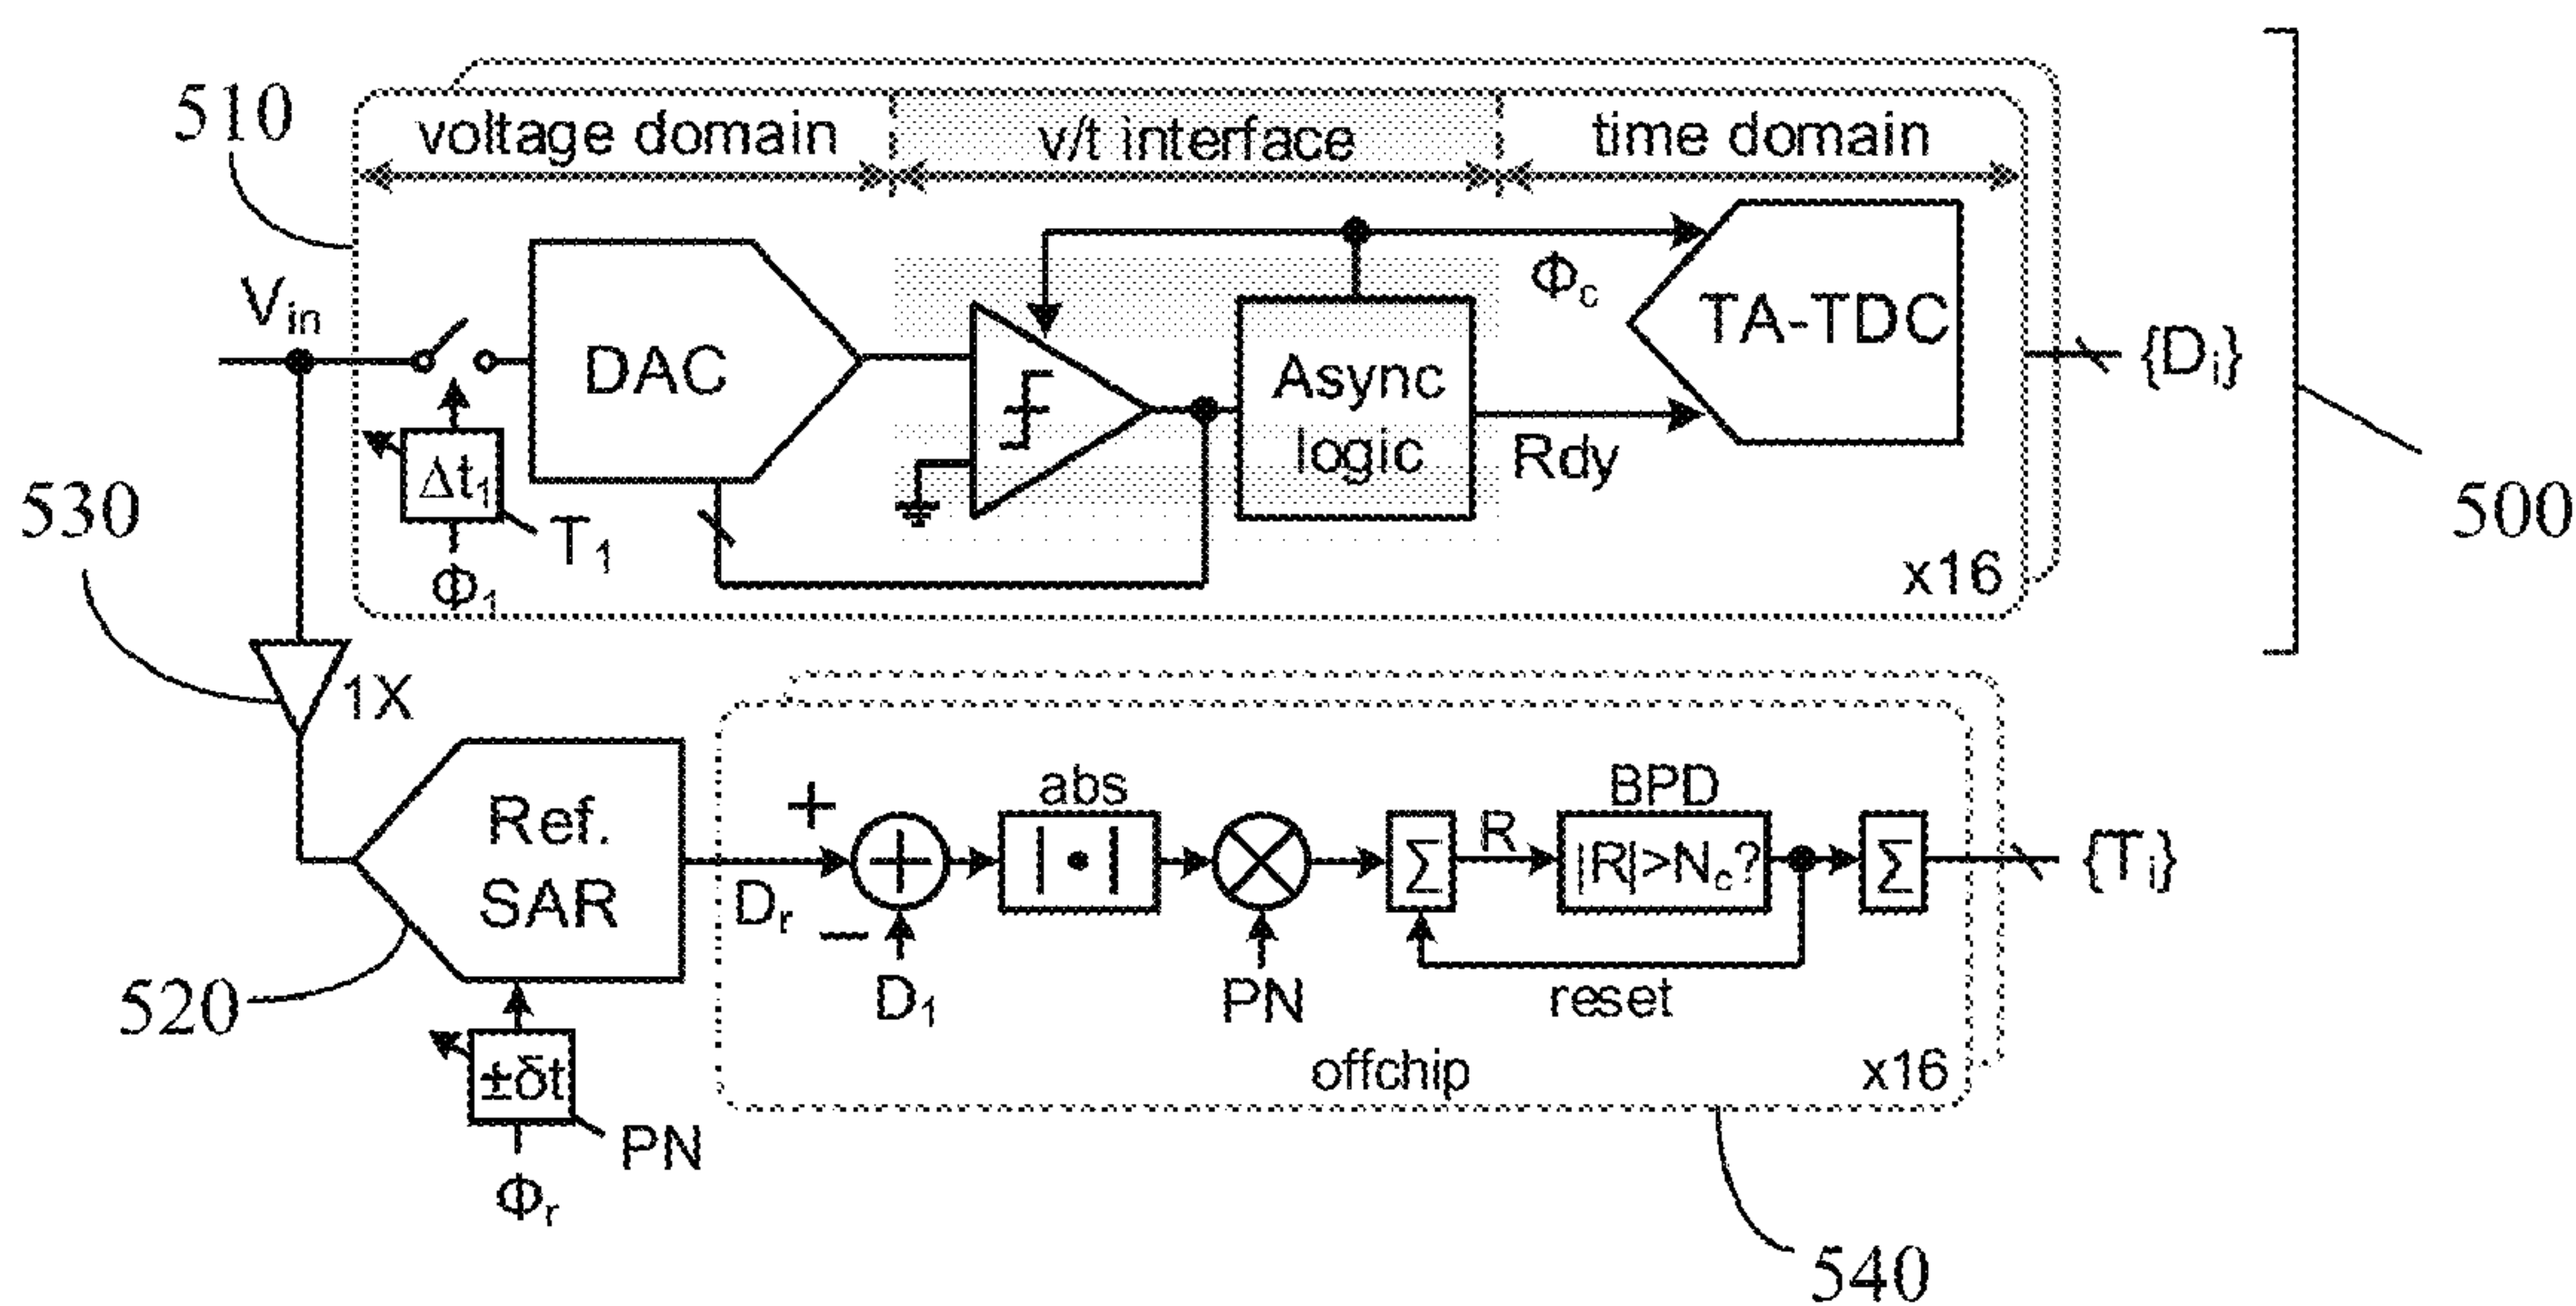 510
voltage domain
v/t interface
time domain
V_in
DAC
Async
logic
Φ_c
Rdy
TA-TDC
{D_i}
500
Δt_1
T_1
Φ_1
x16
530
1X
Ref.
SAR
520
±δt
PN
Φ_r
D_r
+
−
D_1
abs
|•|
PN
Σ
R
BPD
|R|>N_c?
reset
Σ
{T_i}
offchip
x16
540